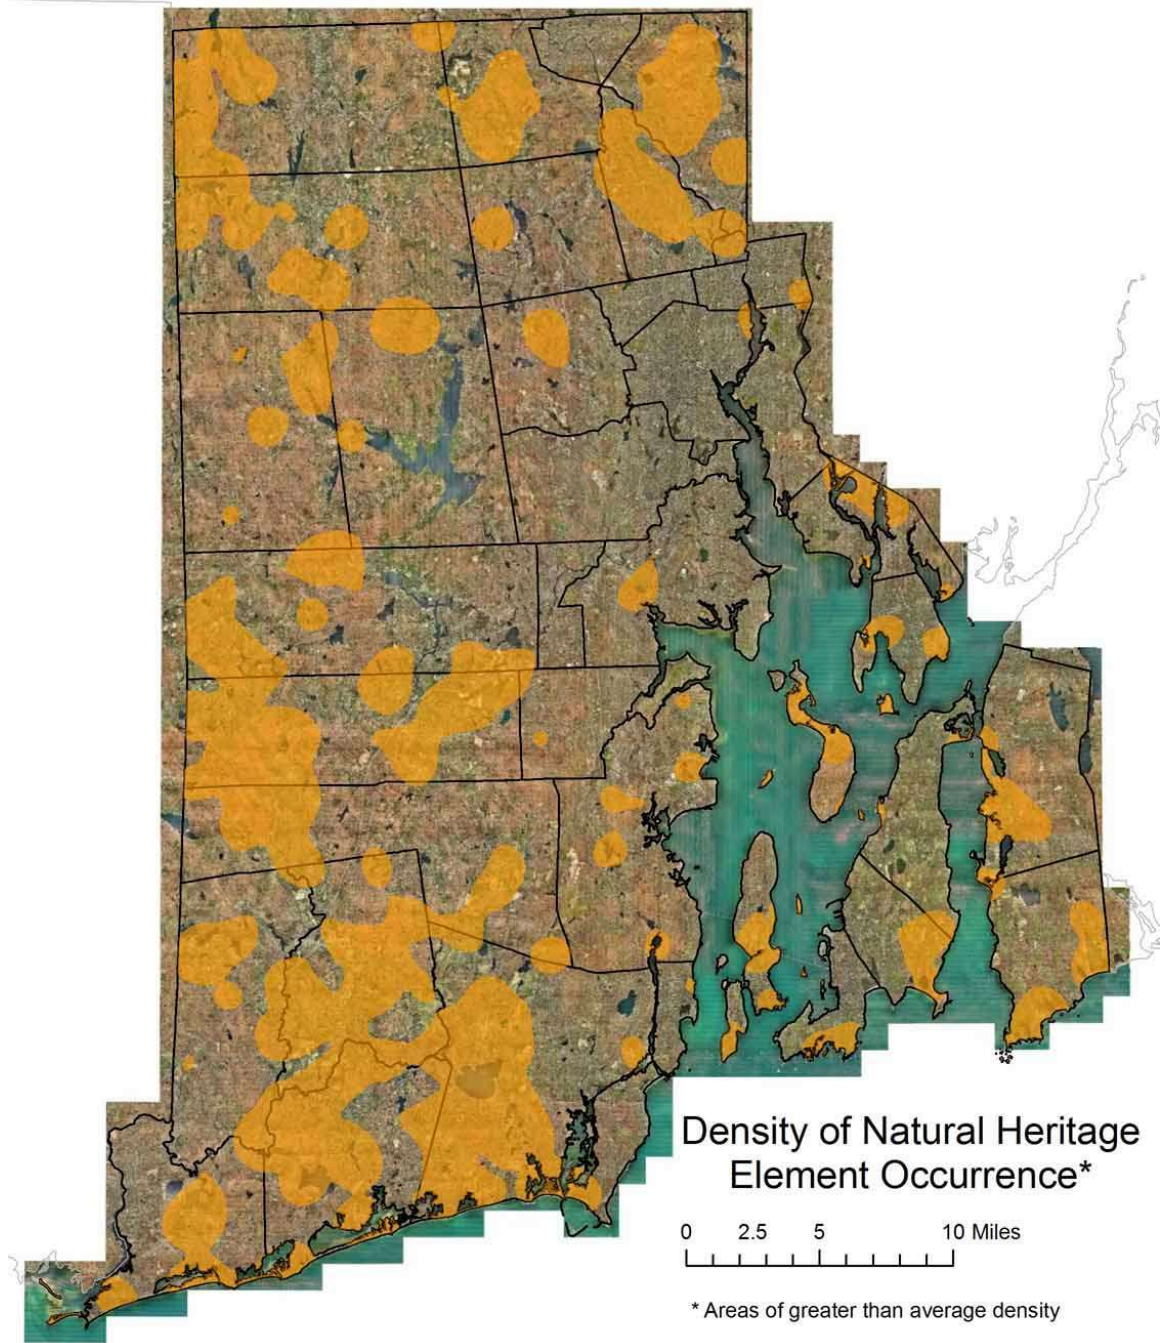 Density of Natural Heritage
Element Occurrence*
0 2.5 5 10 Miles
* Areas of greater than average density